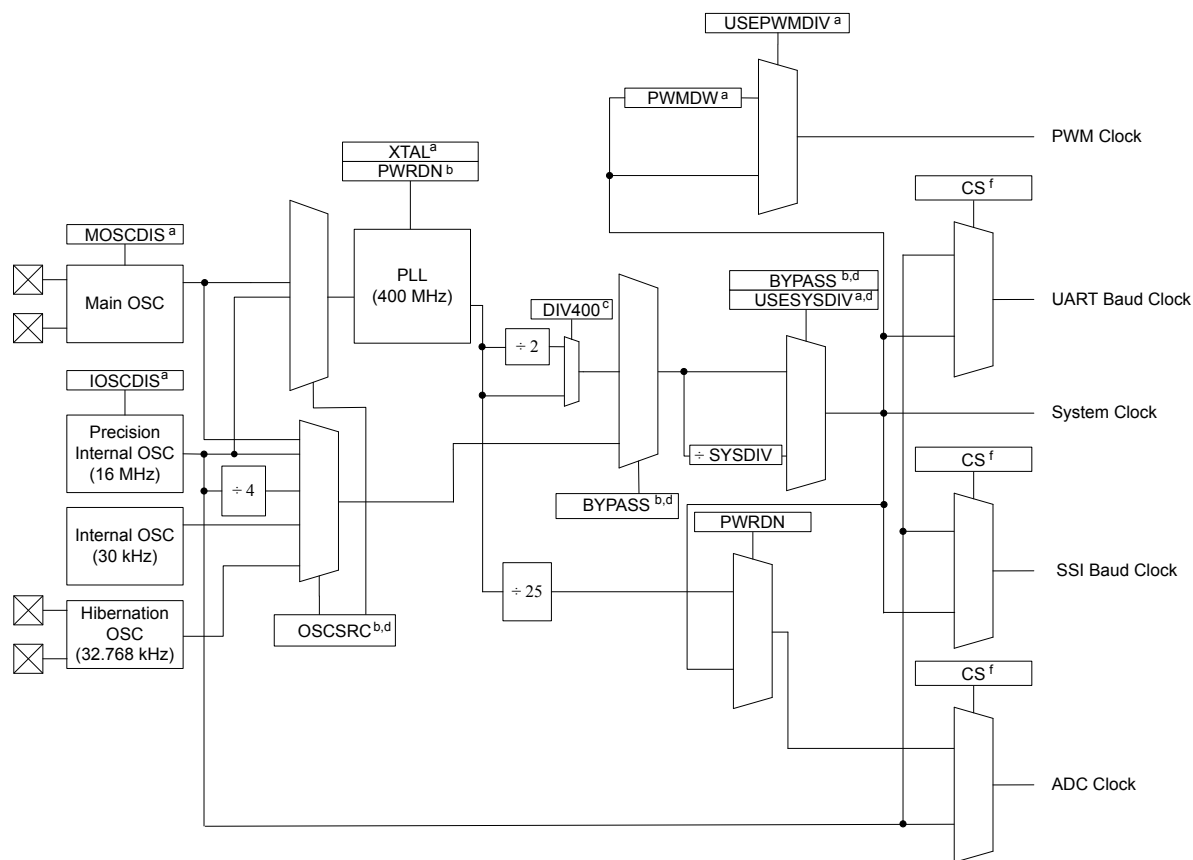 USEPWMDIV a
PWMDW a
PWM Clock
XTAL a
PWRDN b
CS f
MOSCDIS a
Main OSC
PLL
(400 MHz)
DIV400 c
÷ 2
BYPASS b,d
USESYSDIV a,d
UART Baud Clock
IOSCDIS a
Precision
Internal OSC
(16 MHz)
System Clock
÷ SYSDIV
÷ 4
BYPASS b,d
CS f
Internal OSC
(30 kHz)
PWRDN
÷ 25
SSI Baud Clock
Hibernation
OSC
(32.768 kHz)
OSCSRC b,d
CS f
ADC Clock